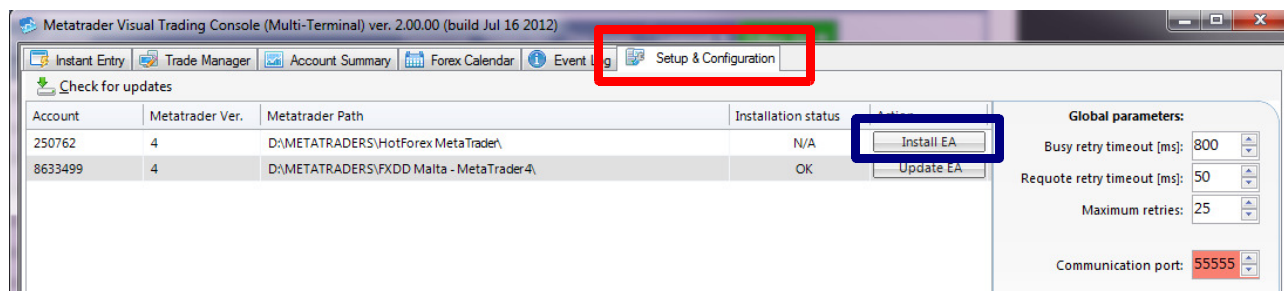 Metatrader Visual Trading Console (Multi-Terminal) ver. 2.00.00 (build Jul 16 2012)
Instant Entry Trade Manager Account Summary Forex Calendar Event Log Setup & Configuration
Check for updates
Account Metatrader Ver. Metatrader Path Installation status Action Global parameters:
250762 4 D:\METATRADERS\HotForex MetaTrader\ N/A Install EA Busy retry timeout [ms]: 800
8633499 4 D:\METATRADERS\FXDD Malta - MetaTrader4\ OK Update EA Requote retry timeout [ms]: 50
Maximum retries: 25
Communication port: 55555